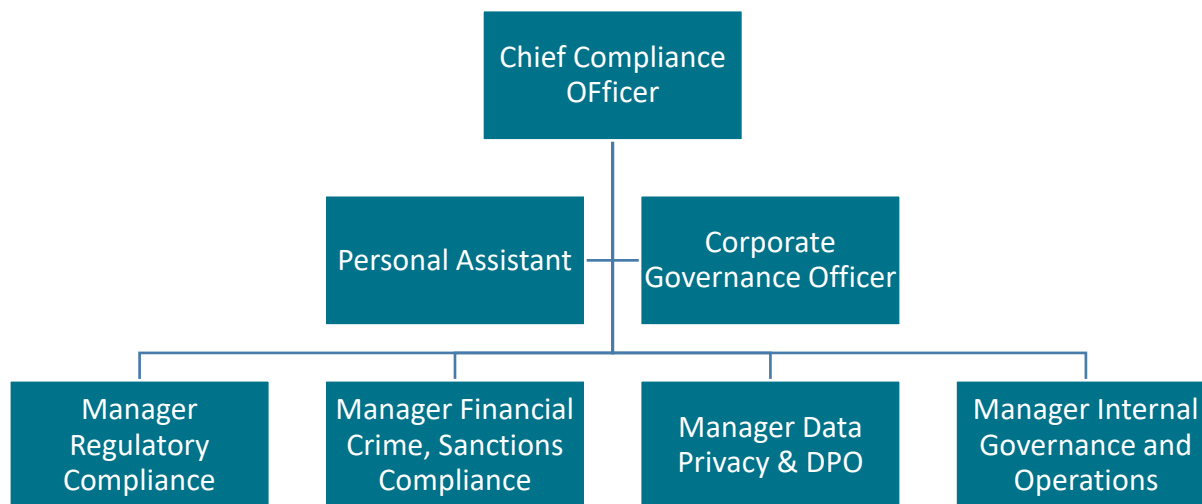 Chief Compliance
OFficer
Personal Assistant
Corporate
Governance Officer
Manager
Regulatory
Compliance
Manager Financial
Crime, Sanctions
Compliance
Manager Data
Privacy & DPO
Manager Internal
Governance and
Operations